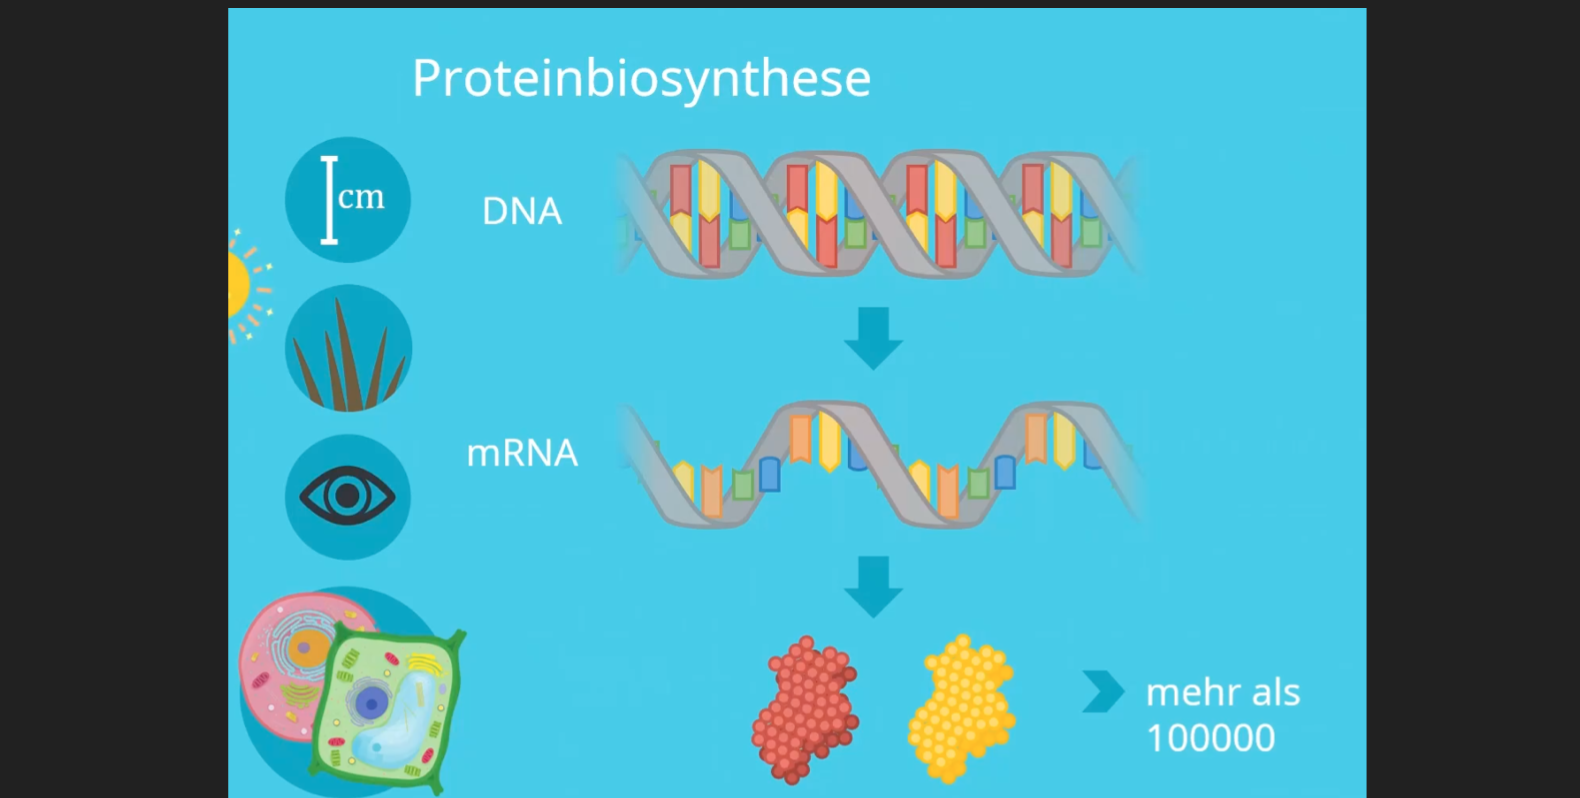 Proteinbiosynthese
cm
DNA
mRNA
mehr als
100000